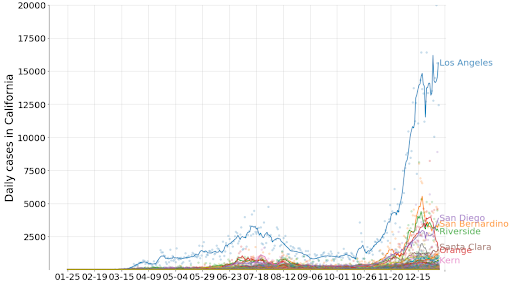 Daily cases in California
20000
17500
15000
12500
10000
7500
5000
2500
Los Angeles
San Diego
San Bernardino
Riverside
Santa Clara
Orange
Kern
01-25 02-19 03-15 04-09 05-04 05-29 06-23 07-18 08-12 09-06 10-01 10-26 11-20 12-15